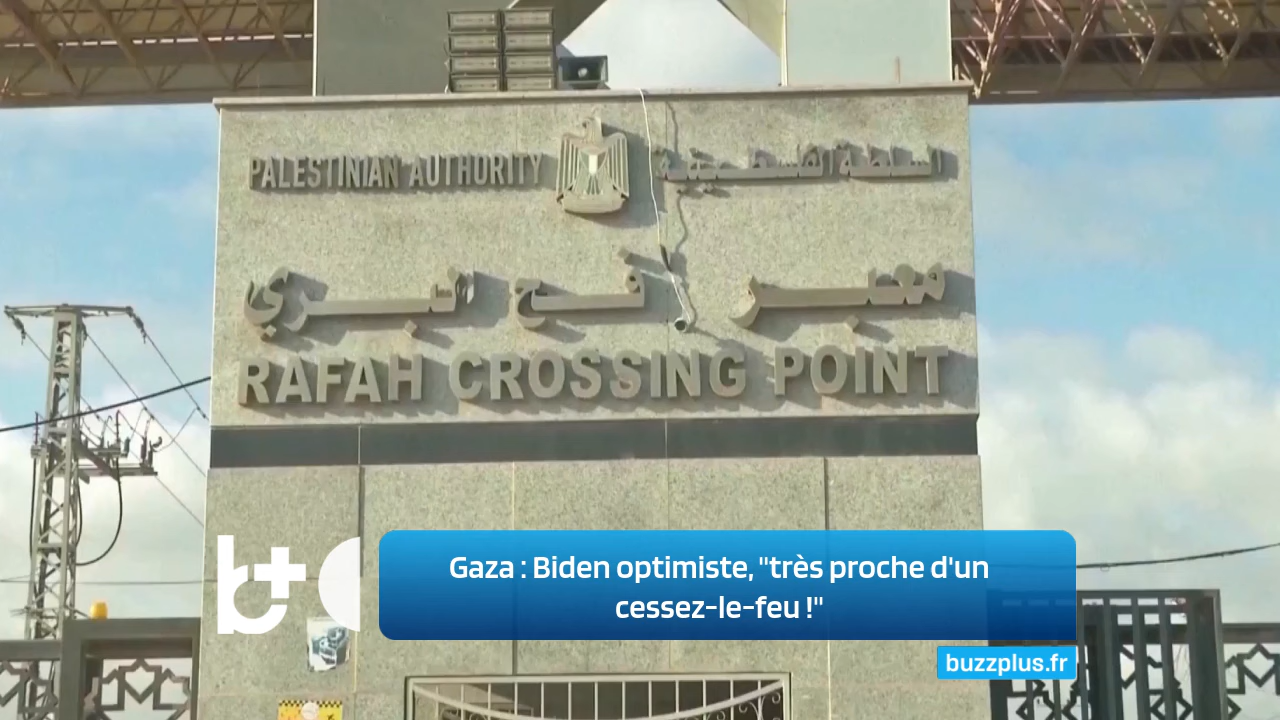 PALESTINIAN AUTHORITY السلطة الفلسطينية
معبر رفح البري
RAFAH CROSSING POINT
b+
Gaza : Biden optimiste, "très proche d'un
cessez-le-feu !"
buzzplus.fr